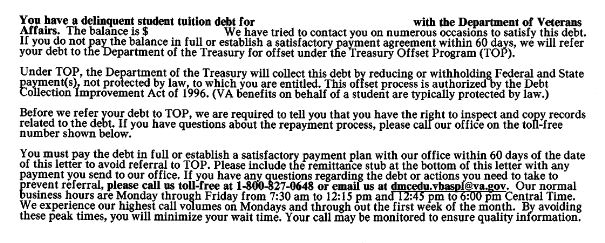 You have a delinquent student tuition debt for with the Department of Veterans
Affairs. The balance is $ We have tried to contact you on numerous occasions to satisfy this debt.
If you do not pay the balance in full or establish a satisfactory payment agreement within 60 days, we will refer
your debt to the Department of the Treasury for offset under the Treasury Offset Program (TOP).
Under TOP, the Department of the Treasury will collect this debt by reducing or withholding Federal and State
payment(s), not protected by law, to which you are entitled. This offset process is authorized by the Debt
Collection Improvement Act of 1996. (VA benefits on behalf of a student are typically protected by law.)
Before we refer your debt to TOP, we are required to tell you that you have the right to inspect and copy records
related to the debt. If you have questions about the repayment process, please call our office on the toll-free
number shown below.
You must pay the debt in full or establish a satisfactory payment plan with our office within 60 days of the date
of this letter to avoid referral to TOP. Please include the remittance stub at the bottom of this letter with any
payment you send to our office. If you have any questions regarding the debt or actions you need to take to
prevent referral, please call us toll-free at 1-800-827-0648 or email us at dmcedu.vbaspl@va.gov. Our normal
business hours are Monday through Friday from 7:30 am to 12:15 pm and 12:45 pm to 6:00 pm Central Time.
We experience our highest call volumes on Mondays and through out the first week of the month. By avoiding
these peak times, you will minimize your wait time. Your call may be monitored to ensure quality information.